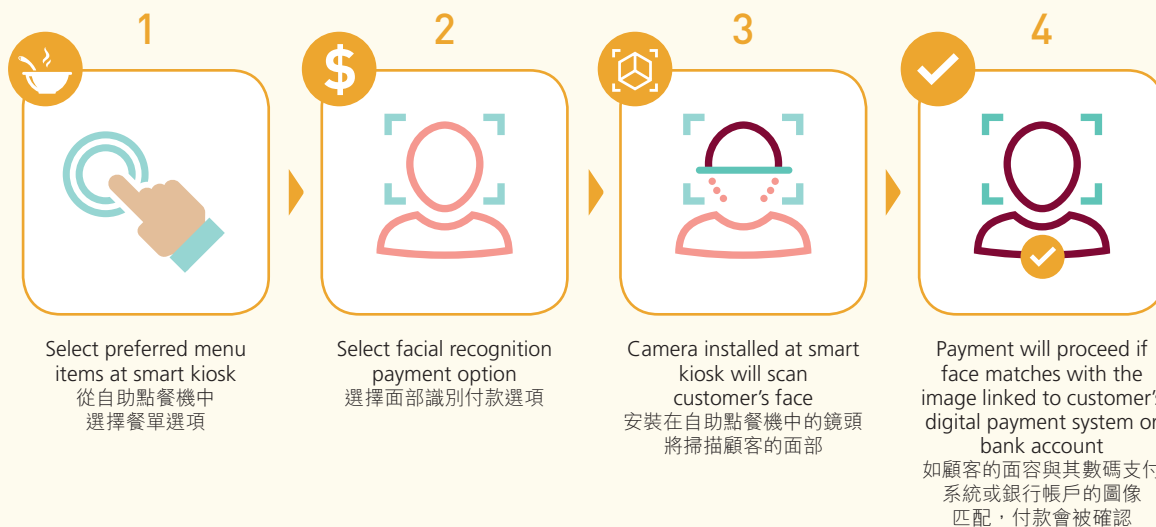 1
2
3
4
$
Select preferred menu
items at smart kiosk
從自助點餐機中
選擇餐單選項
Select facial recognition
payment option
選擇面部識別付款選項
Camera installed at smart
kiosk will scan
customer's face
安裝在自助點餐機中的鏡頭
將掃描顧客的面部
Payment will proceed if
face matches with the
image linked to customer's
digital payment system or
bank account
如顧客的面容與其數碼支付
系統或銀行帳戶的圖像
匹配，付款會被確認